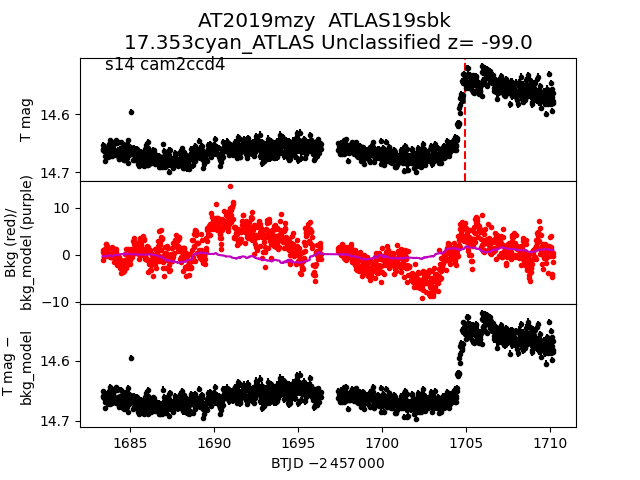 AT2019mzy  ATLAS19sbk
17.353cyan_ATLAS Unclassified z= -99.0
s14 cam2ccd4
T mag
14.6
14.7
Bkg (red)/
bkg_model (purple)
10
0
−10
T mag −
bkg_model
14.6
14.7
1685 1690 1695 1700 1705 1710
BTJD −2 457 000